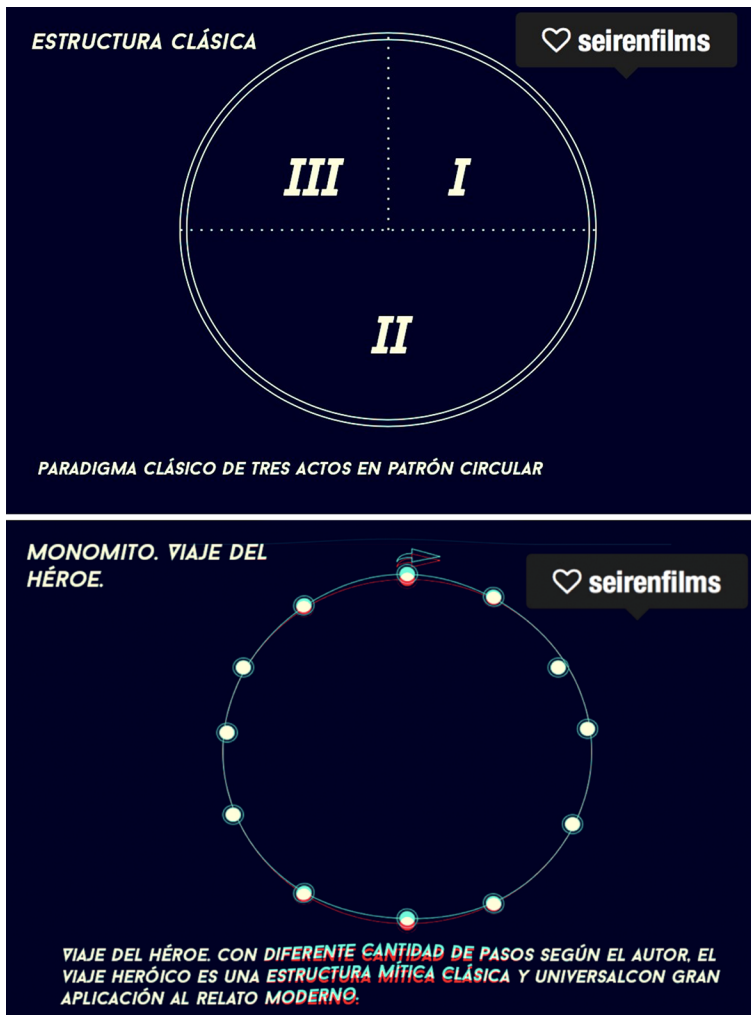 ESTRUCTURA CLÁSICA
seirenfilms
III
I
II
PARADIGMA CLÁSICO DE TRES ACTOS EN PATRÓN CIRCULAR
MONOMITO. VIAJE DEL
HÉROE.
seirenfilms
VIAJE DEL HÉROE. CON DIFERENTE CANTIDAD DE PASOS SEGÚN EL AUTOR, EL
VIAJE HERÓICO ES UNA ESTRUCTURA MÍTICA CLÁSICA Y UNIVERSALCON GRAN
APLICACIÓN AL RELATO MODERNO.